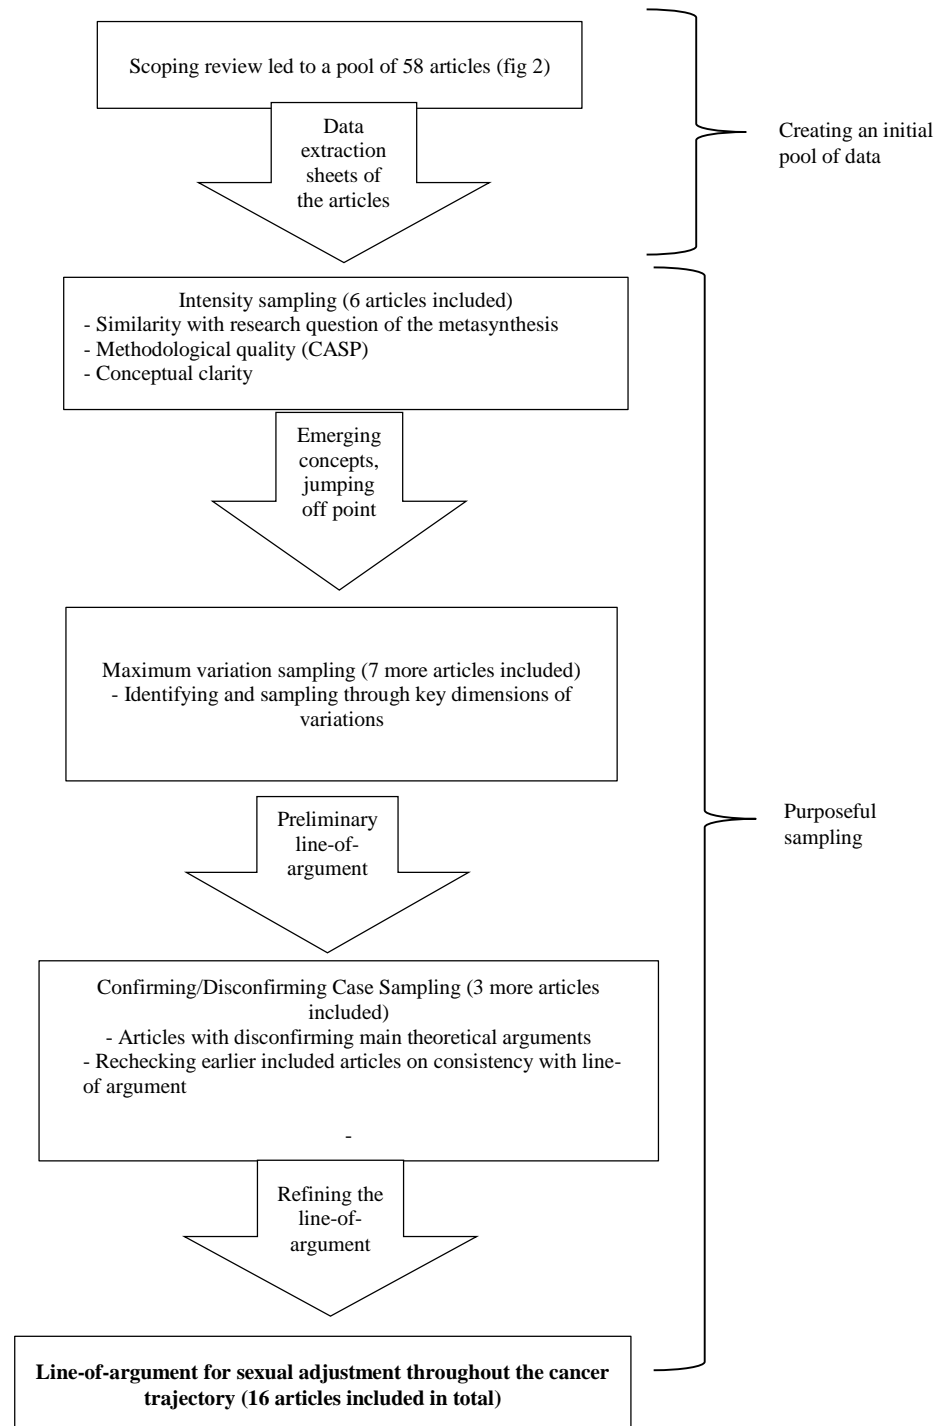 Scoping review led to a pool of 58 articles (fig 2)
Data
extraction
sheets of
the articles
Creating an initial
pool of data
Intensity sampling (6 articles included)
- Similarity with research question of the metasynthesis
- Methodological quality (CASP)
- Conceptual clarity
Emerging
concepts,
jumping
off point
Maximum variation sampling (7 more articles included)
- Identifying and sampling through key dimensions of
variations
Preliminary
line-of-
argument
Purposeful
sampling
Confirming/Disconfirming Case Sampling (3 more articles
included)
- Articles with disconfirming main theoretical arguments
- Rechecking earlier included articles on consistency with line-
of argument
-
Refining the
line-of-
argument
Line-of-argument for sexual adjustment throughout the cancer
trajectory (16 articles included in total)